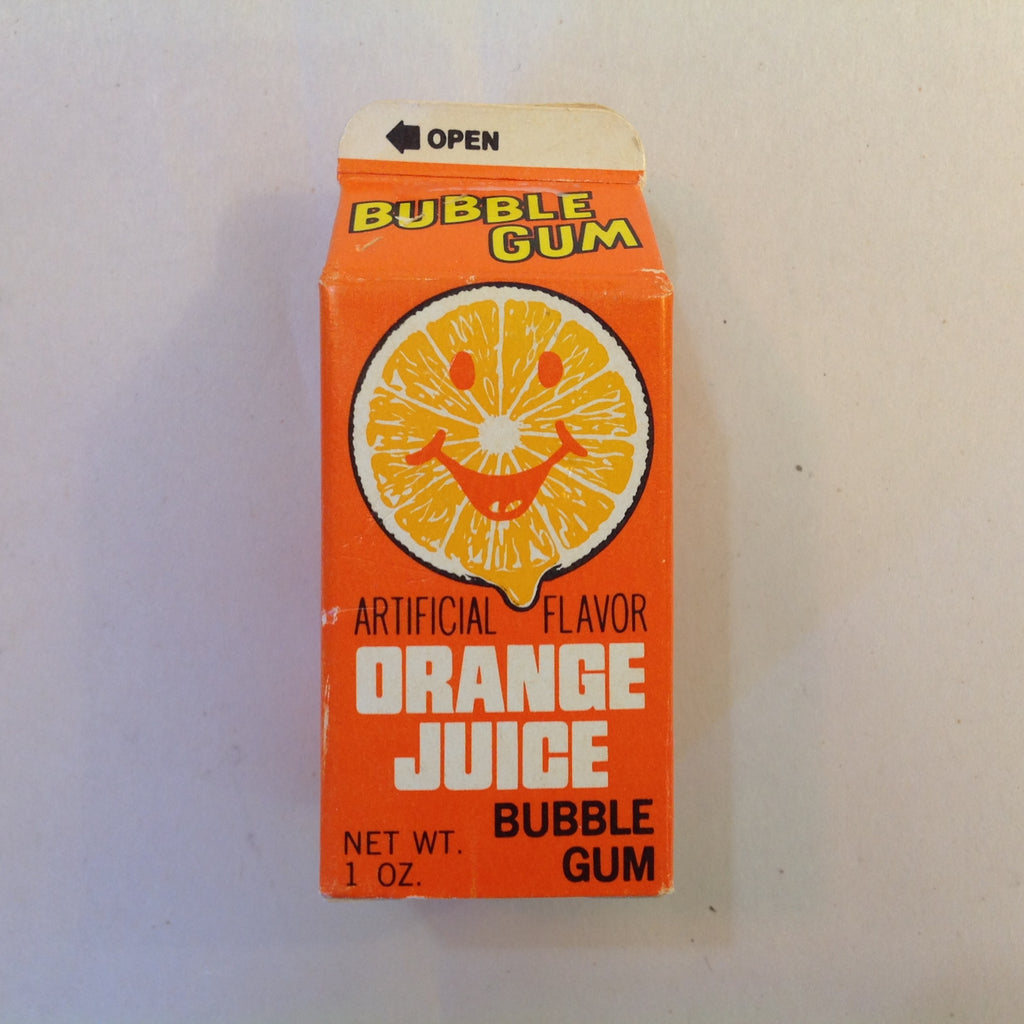 OPEN
BUBBLE
GUM
ARTIFICIAL FLAVOR
ORANGE
JUICE
BUBBLE
GUM
NET WT.
1 OZ.